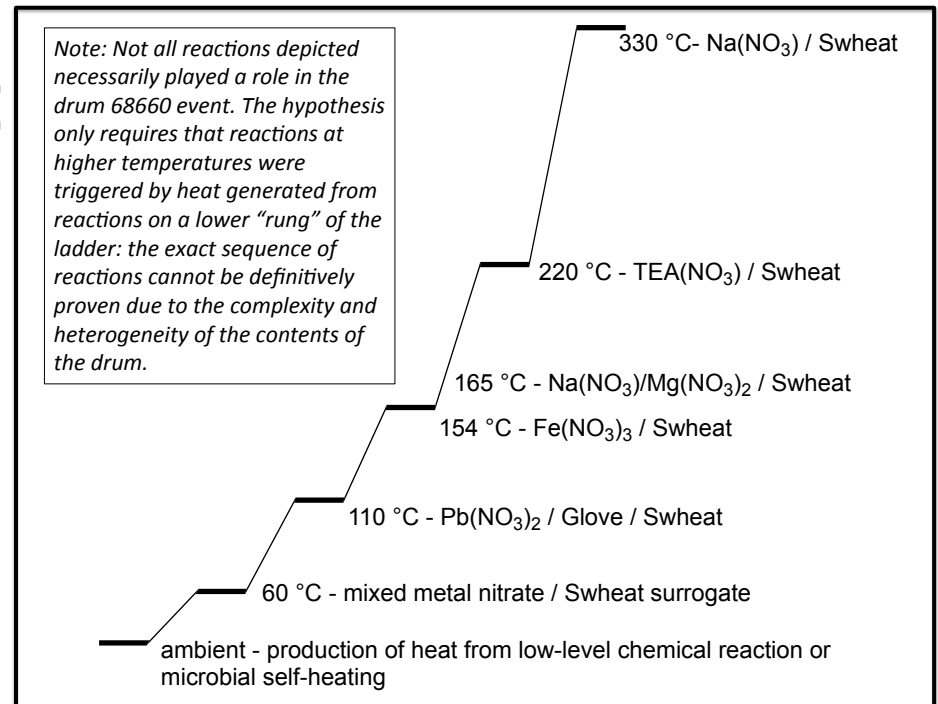 Note: Not all reactions depicted
necessarily played a role in the
drum 68660 event. The hypothesis
only requires that reactions at
higher temperatures were
triggered by heat generated from
reactions on a lower “rung” of the
ladder: the exact sequence of
reactions cannot be definitively
proven due to the complexity and
heterogeneity of the contents of
the drum.
330 °C- Na(NO₃) / Swheat
220 °C - TEA(NO₃) / Swheat
165 °C - Na(NO₃)/Mg(NO₃)₂ / Swheat
154 °C - Fe(NO₃)₃ / Swheat
110 °C - Pb(NO₃)₂ / Glove / Swheat
60 °C - mixed metal nitrate / Swheat surrogate
ambient - production of heat from low-level chemical reaction or
microbial self-heating